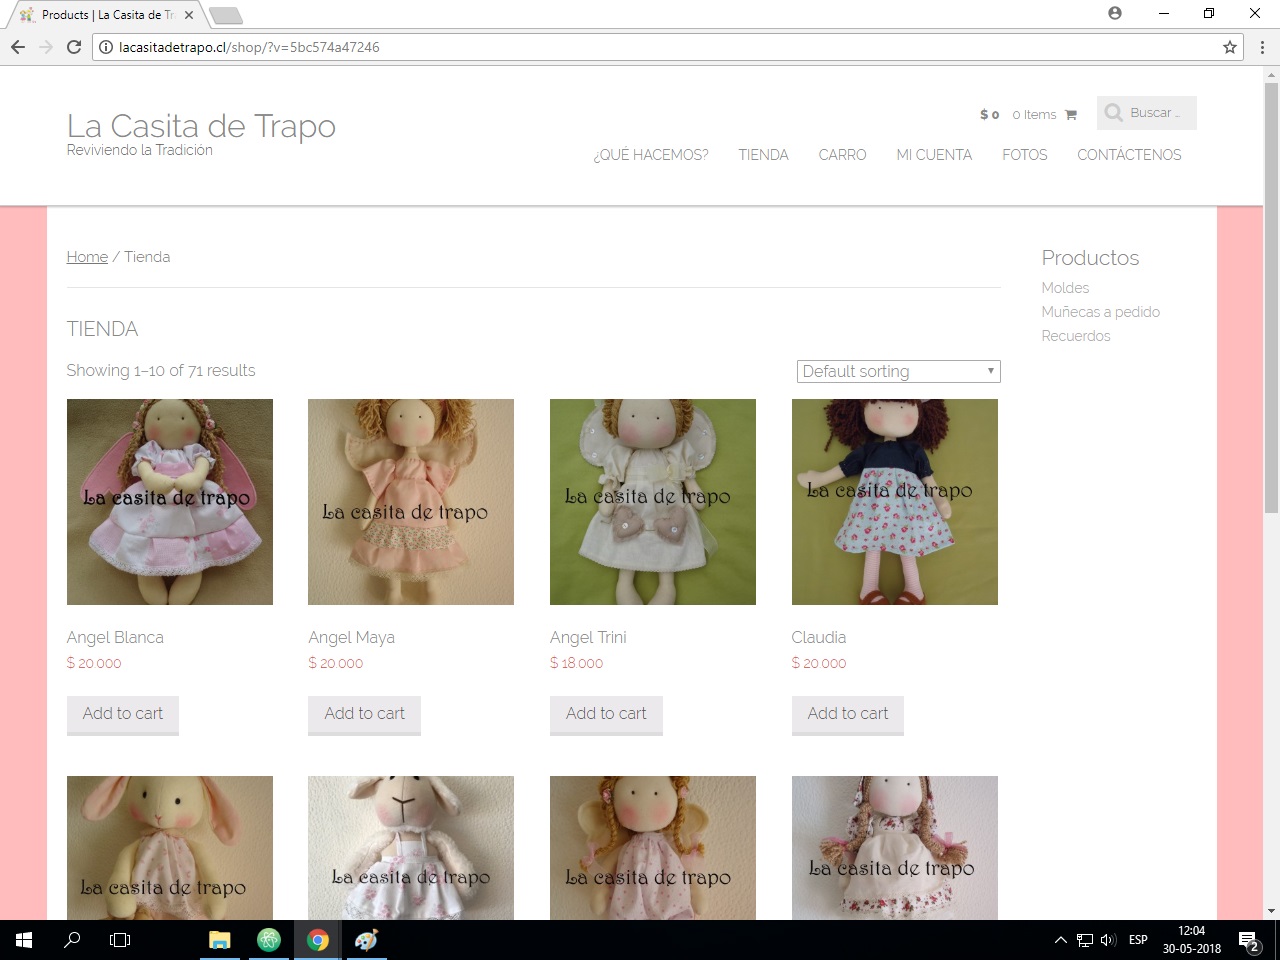 Products | La Casita de Tr
lacasitadetrapo.cl/shop/?v=5bc574a47246
La Casita de Trapo
Reviviendo la Tradición
$ 0 0 Items
Buscar ...
¿QUÉ HACEMOS? TIENDA CARRO MI CUENTA FOTOS CONTÁCTENOS
Home / Tienda
TIENDA
Showing 1–10 of 71 results
Default sorting
Productos
Moldes
Muñecas a pedido
Recuerdos
La casita de trapo
La casita de trapo
La casita de trapo
La casita de trapo
Angel Blanca
$ 20.000
Add to cart
Angel Maya
$ 20.000
Add to cart
Angel Trini
$ 18.000
Add to cart
Claudia
$ 20.000
Add to cart
La casita de trapo
La casita de trapo
La casita de trapo
La casita de trapo
ESP
12:04
30-05-2018
2